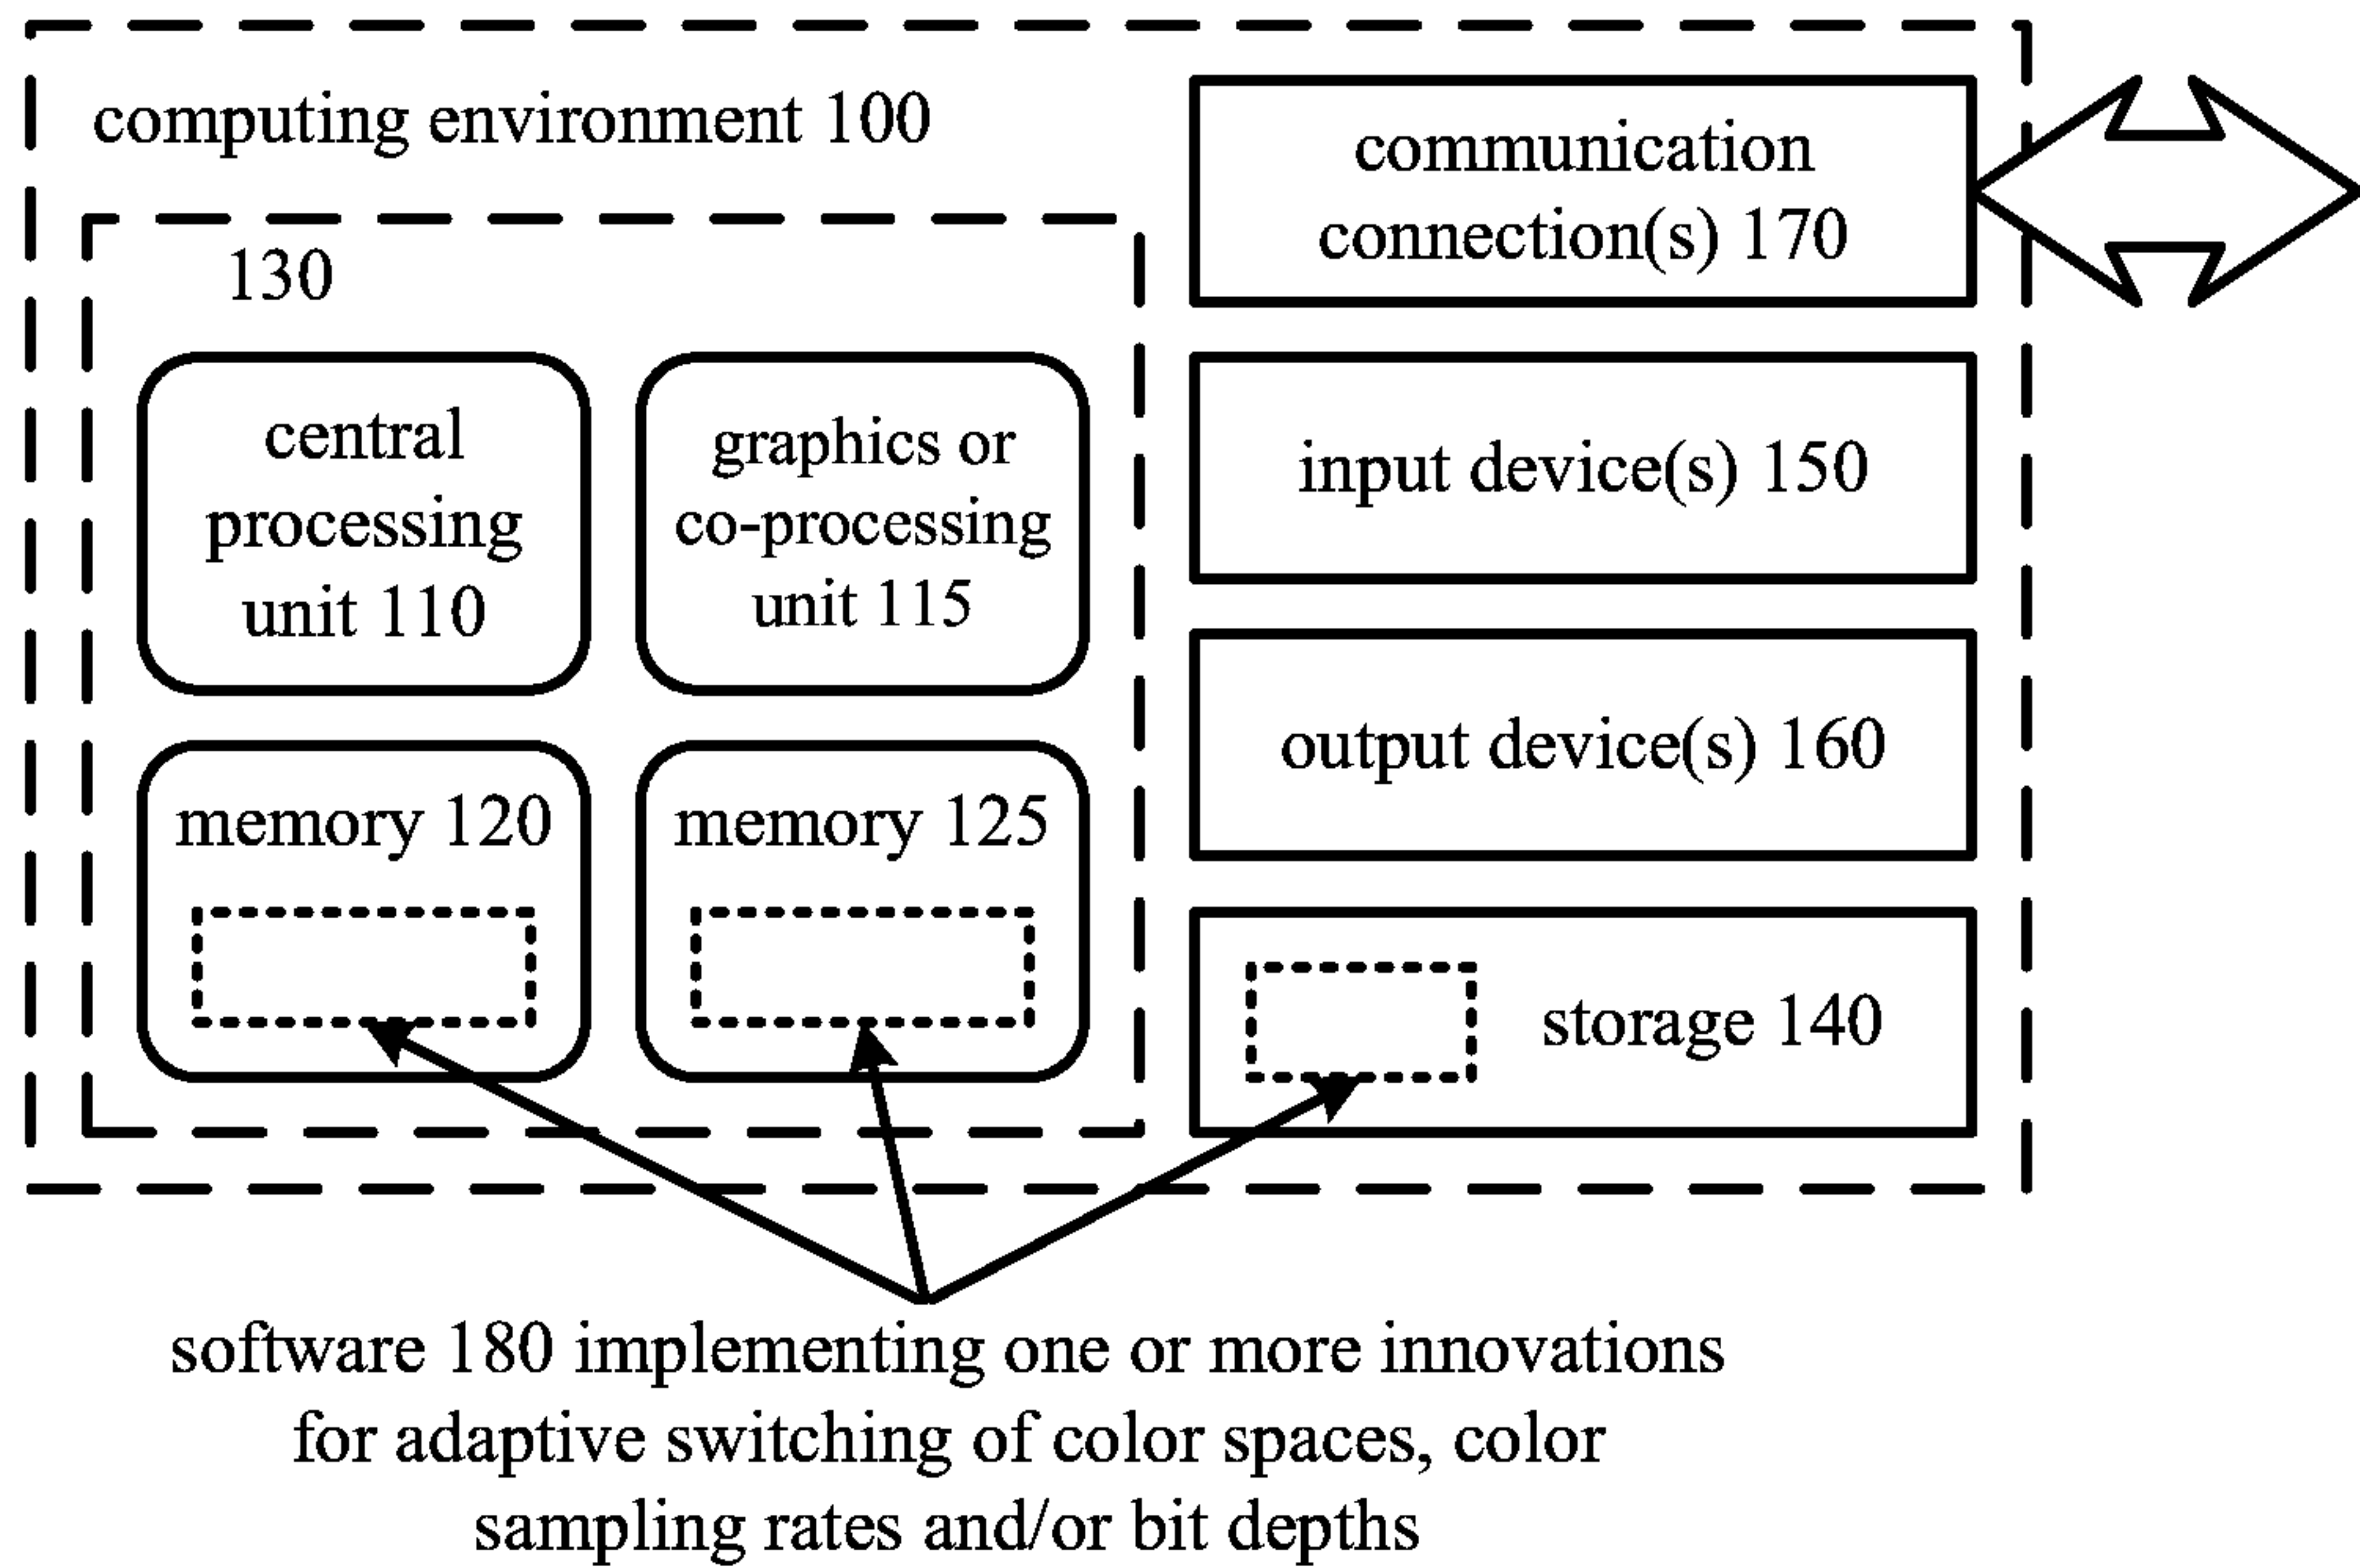 computing environment 100
130
central
processing
unit 110
graphics or
co-processing
unit 115
memory 120
memory 125
communication
connection(s) 170
input device(s) 150
output device(s) 160
storage 140
software 180 implementing one or more innovations
for adaptive switching of color spaces, color
sampling rates and/or bit depths